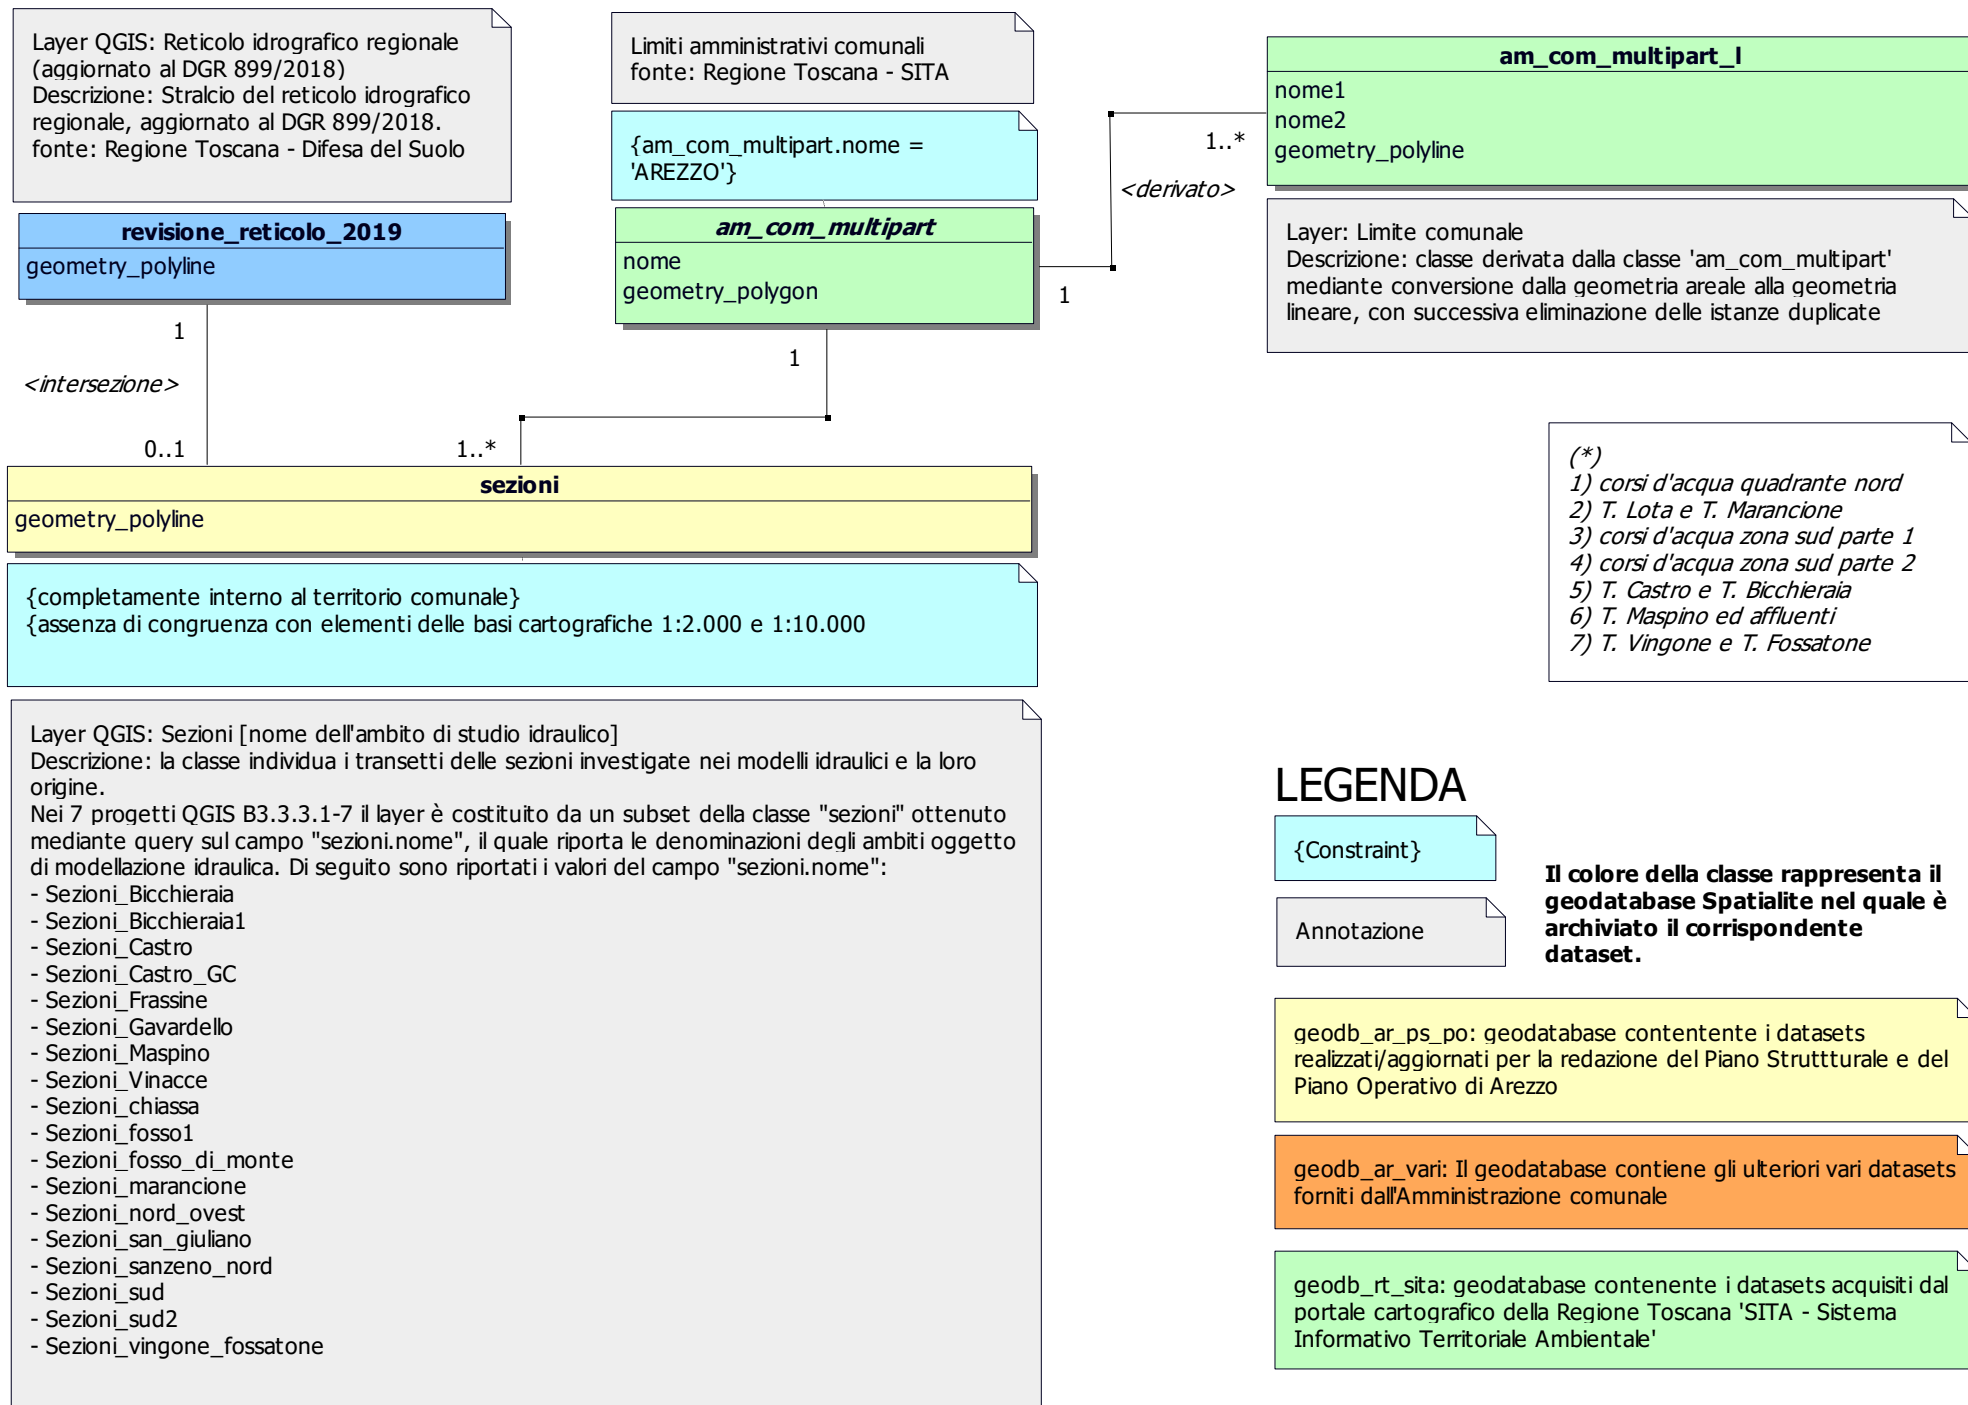 Layer QGIS: Reticolo idrografico regionale
(aggiornato al DGR 899/2018)
Descrizione: Stralcio del reticolo idrografico
regionale, aggiornato al DGR 899/2018.
fonte: Regione Toscana - Difesa del Suolo
Limiti amministrativi comunali
fonte: Regione Toscana - SITA
{am_com_multipart.nome =
'AREZZO'}
am_com_multipart_l
nome1
nome2
geometry_polyline
1..*
<derivato>
revisione_reticolo_2019
geometry_polyline
am_com_multipart
nome
geometry_polygon
1
Layer: Limite comunale
Descrizione: classe derivata dalla classe 'am_com_multipart'
mediante conversione dalla geometria areale alla geometria
lineare, con successiva eliminazione delle istanze duplicate
1
<intersezione>
0..1
1
1..*
sezioni
geometry_polyline
{completamente interno al territorio comunale}
{assenza di congruenza con elementi delle basi cartografiche 1:2.000 e 1:10.000
(*)
1) corsi d'acqua quadrante nord
2) T. Lota e T. Marancione
3) corsi d'acqua zona sud parte 1
4) corsi d'acqua zona sud parte 2
5) T. Castro e T. Bicchieraia
6) T. Maspino ed affluenti
7) T. Vingone e T. Fossatone
Layer QGIS: Sezioni [nome dell'ambito di studio idraulico]
Descrizione: la classe individua i transetti delle sezioni investigate nei modelli idraulici e la loro
origine.
Nei 7 progetti QGIS B3.3.3.1-7 il layer è costituito da un subset della classe "sezioni" ottenuto
mediante query sul campo "sezioni.nome", il quale riporta le denominazioni degli ambiti oggetto
di modellazione idraulica. Di seguito sono riportati i valori del campo "sezioni.nome":
- Sezioni_Bicchieraia
- Sezioni_Bicchieraia1
- Sezioni_Castro
- Sezioni_Castro_GC
- Sezioni_Frassine
- Sezioni_Gavardello
- Sezioni_Maspino
- Sezioni_Vinacce
- Sezioni_chiassa
- Sezioni_fosso1
- Sezioni_fosso_di_monte
- Sezioni_marancione
- Sezioni_nord_ovest
- Sezioni_san_giuliano
- Sezioni_sanzeno_nord
- Sezioni_sud
- Sezioni_sud2
- Sezioni_vingone_fossatone
LEGENDA
{Constraint}
Annotazione
Il colore della classe rappresenta il
geodatabase Spatialite nel quale è
archiviato il corrispondente
dataset.
geodb_ar_ps_po: geodatabase contentente i datasets
realizzati/aggiornati per la redazione del Piano Struttturale e del
Piano Operativo di Arezzo
geodb_ar_vari: Il geodatabase contiene gli ulteriori vari datasets
forniti dall'Amministrazione comunale
geodb_rt_sita: geodatabase contenente i datasets acquisiti dal
portale cartografico della Regione Toscana 'SITA - Sistema
Informativo Territoriale Ambientale'